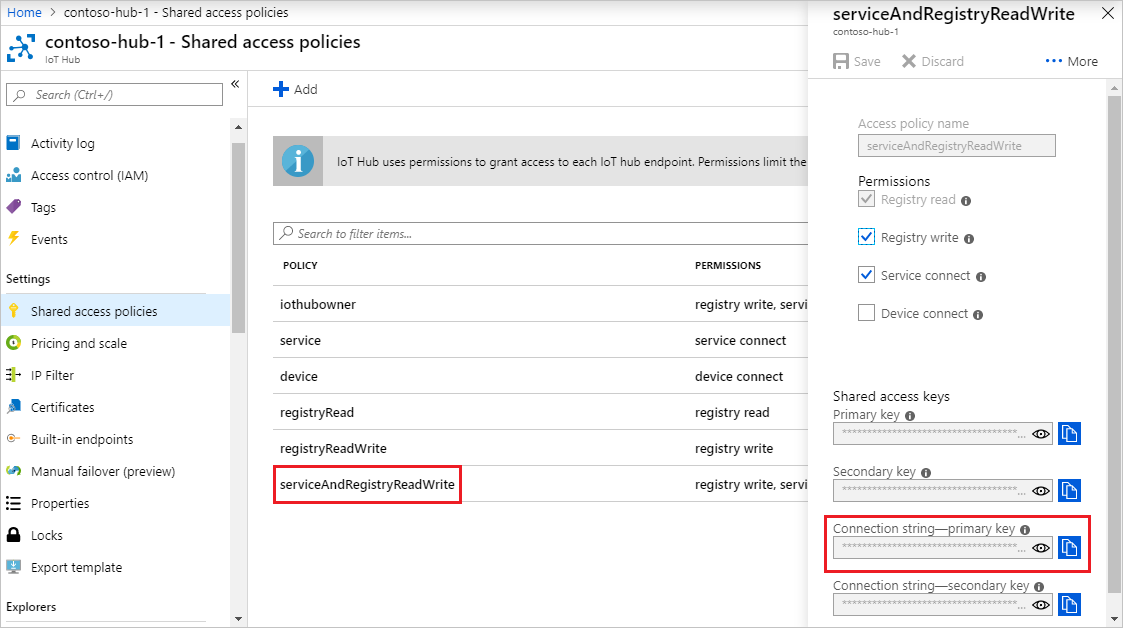 Home > contoso-hub-1 - Shared access policies
contoso-hub-1 - Shared access policies
IoT Hub
Search (Ctrl+/)
Activity log
Access control (IAM)
Tags
Events
Settings
Shared access policies
Pricing and scale
IP Filter
Certificates
Built-in endpoints
Manual failover (preview)
Properties
Locks
Export template
Explorers
Add
IoT Hub uses permissions to grant access to each IoT hub endpoint. Permissions limit the
Search to filter items...
POLICY PERMISSIONS
iothubowner registry write, servi
service service connect
device device connect
registryRead registry read
registryReadWrite registry write
serviceAndRegistryReadWrite registry write, servi
serviceAndRegistryReadWrite
contoso-hub-1
Save Discard ••• More
Access policy name
serviceAndRegistryReadWrite
Permissions
Registry read
Registry write
Service connect
Device connect
Shared access keys
Primary key
***********************************...
Secondary key
***********************************...
Connection string—primary key
***********************************...
Connection string—secondary key
***********************************...